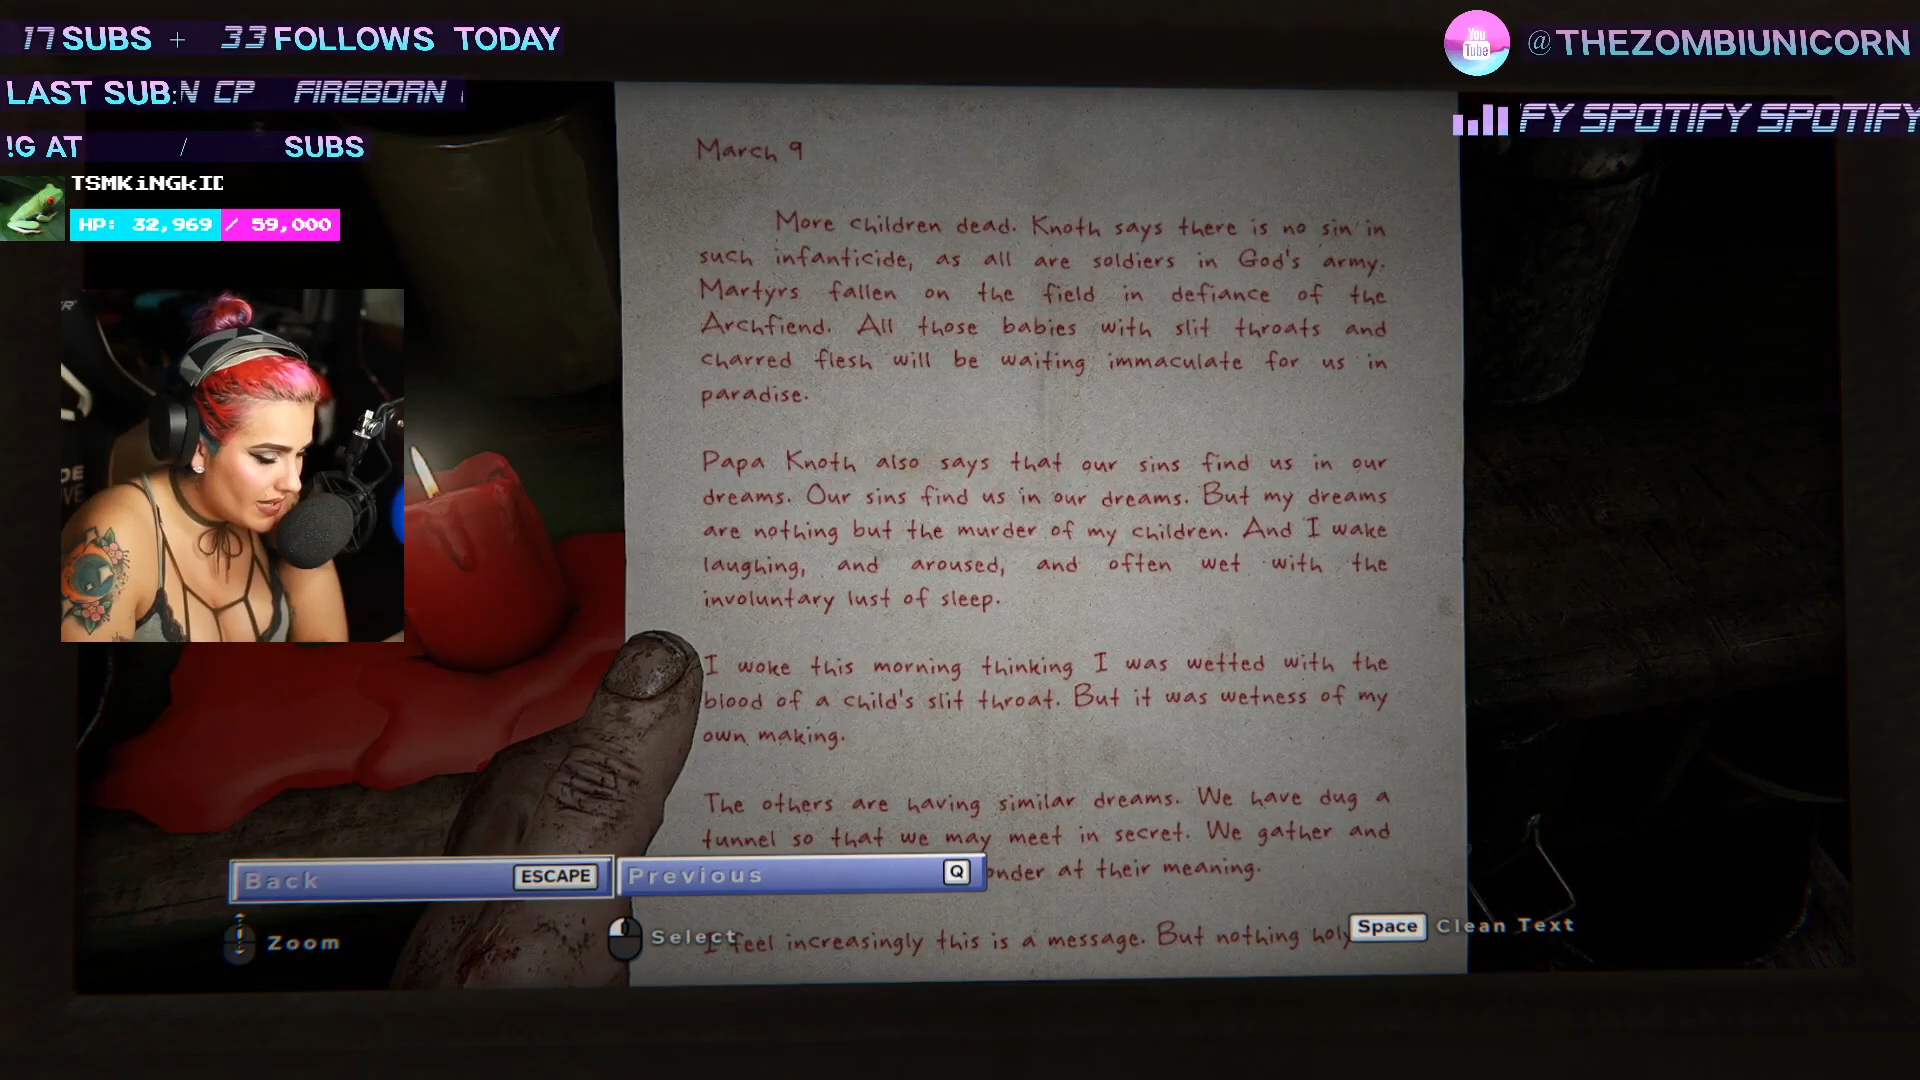 17 SUBS + 33 FOLLOWS TODAY
You Tube @THEZOMBIUNICORN
LAST SUB: N CP FIREBORN
FY SPOTIFY SPOTIFY
!G AT / SUBS
TSMKiNGkID
HP: 32,969 / 59,000
March 9
More children dead. Knoth says there is no sin in
such infanticide, as all are soldiers in God's army.
Martyrs fallen on the field in defiance of the
Archfiend. All those babies with slit throats and
charred flesh will be waiting immaculate for us in
paradise.
Papa Knoth also says that our sins find us in our
dreams. Our sins find us in our dreams. But my dreams
are nothing but the murder of my children. And I wake
laughing, and aroused, and often wet with the
involuntary lust of sleep.
I woke this morning thinking I was wetted with the
blood of a child's slit throat. But it was wetness of my
own making.
The others are having similar dreams. We have dug a
tunnel so that we may meet in secret. We gather and
at their meaning.
I feel increasingly this is a message. But nothing holy
Back ESCAPE
Previous Q
Zoom
Select
Space Clean Text